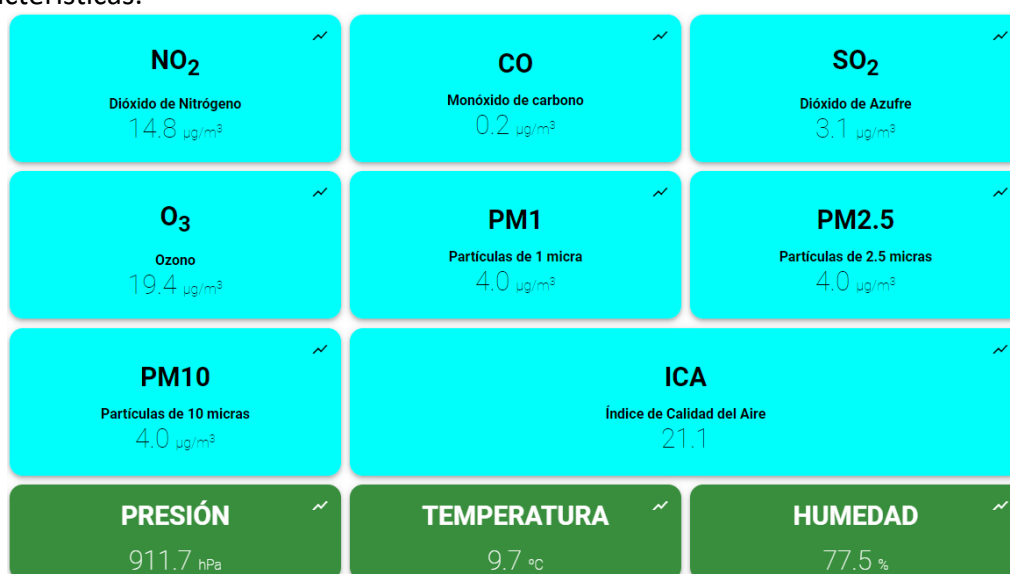 NO₂
Dióxido de Nitrógeno
14.8 µg/m³
CO
Monóxido de carbono
0.2 µg/m³
SO₂
Dióxido de Azufre
3.1 µg/m³
O₃
Ozono
19.4 µg/m³
PM1
Partículas de 1 micra
4.0 µg/m³
PM2.5
Partículas de 2.5 micras
4.0 µg/m³
PM10
Partículas de 10 micras
4.0 µg/m³
ICA
Índice de Calidad del Aire
21.1
PRESIÓN
911.7 hPa
TEMPERATURA
9.7 ºC
HUMEDAD
77.5 %